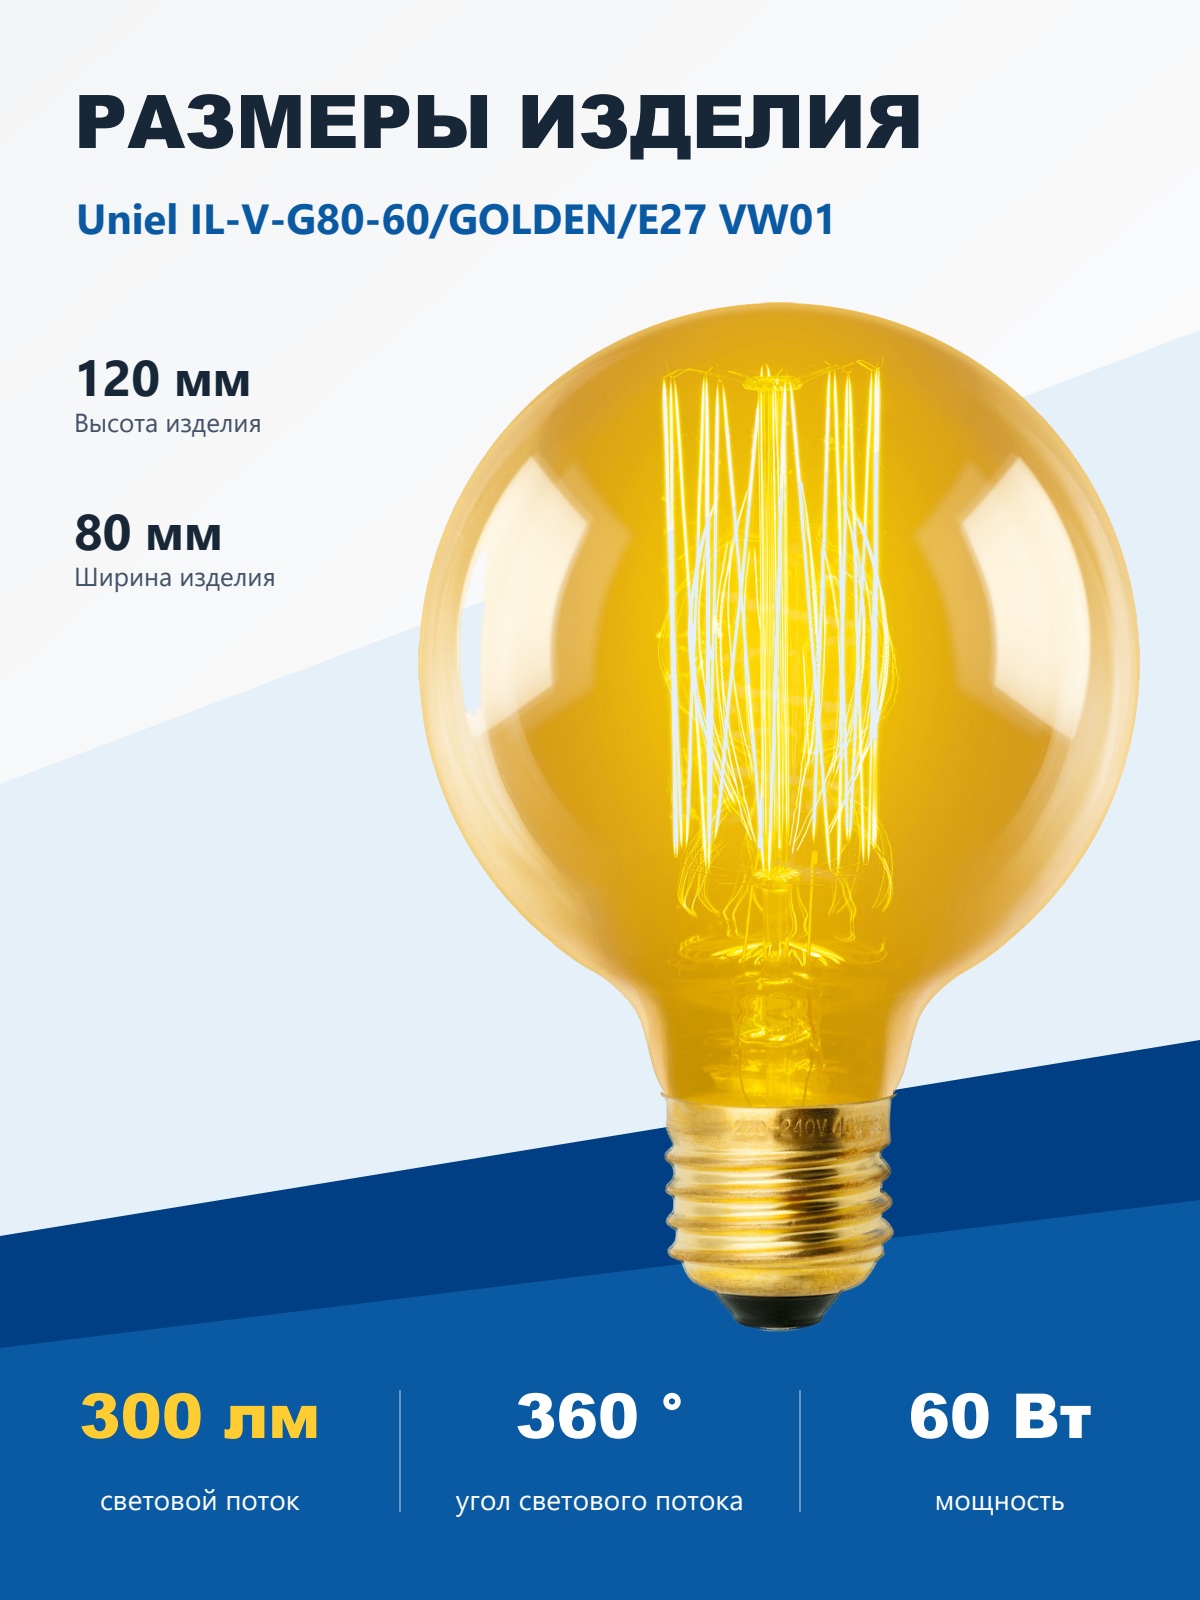 РАЗМЕРЫ ИЗДЕЛИЯ
Uniel IL-V-G80-60/GOLDEN/E27 VW01
120 мм
Высота изделия
80 мм
Ширина изделия
240V
300 лм
световой поток
360 °
угол светового потока
60 Вт
мощность